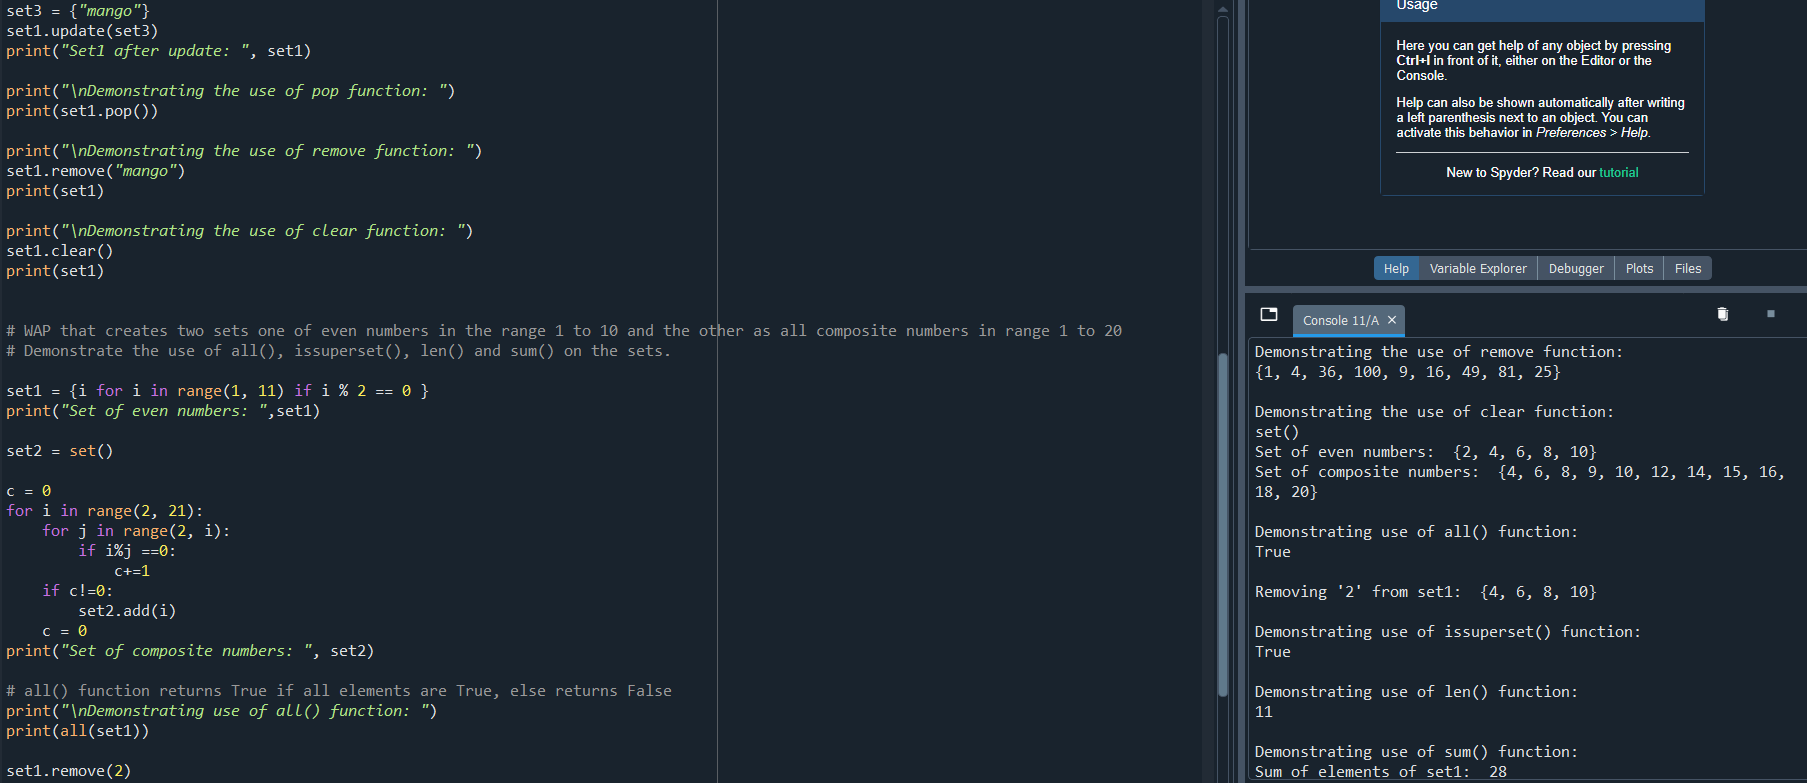 set3 = {"mango"}
set1.update(set3)
print("Set1 after update: ", set1)
print("\nDemonstrating the use of pop function: ")
print(set1.pop())
print("\nDemonstrating the use of remove function: ")
set1.remove("mango")
print(set1)
print("\nDemonstrating the use of clear function: ")
set1.clear()
print(set1)
# WAP that creates two sets one of even numbers in the range 1 to 10 and the other as all composite numbers in range 1 to 20
# Demonstrate the use of all(), issuperset(), len() and sum() on the sets.
set1 = {i for i in range(1, 11) if i % 2 == 0 }
print("Set of even numbers: ",set1)
set2 = set()
c = 0
for i in range(2, 21):
    for j in range(2, i):
        if i%j ==0:
            c+=1
    if c!=0:
        set2.add(i)
    c = 0
print("Set of composite numbers: ", set2)
# all() function returns True if all elements are True, else returns False
print("\nDemonstrating use of all() function: ")
print(all(set1))
set1.remove(2)
Usage
Here you can get help of any object by pressing
Ctrl+I in front of it, either on the Editor or the
Console.
Help can also be shown automatically after writing
a left parenthesis next to an object. You can
activate this behavior in Preferences > Help.
New to Spyder? Read our tutorial
Help Variable Explorer Debugger Plots Files
Console 11/A
Demonstrating the use of remove function:
{1, 4, 36, 100, 9, 16, 49, 81, 25}
Demonstrating the use of clear function:
set()
Set of even numbers:  {2, 4, 6, 8, 10}
Set of composite numbers:  {4, 6, 8, 9, 10, 12, 14, 15, 16,
18, 20}
Demonstrating use of all() function:
True
Removing '2' from set1:  {4, 6, 8, 10}
Demonstrating use of issuperset() function:
True
Demonstrating use of len() function:
11
Demonstrating use of sum() function:
Sum of elements of set1:  28